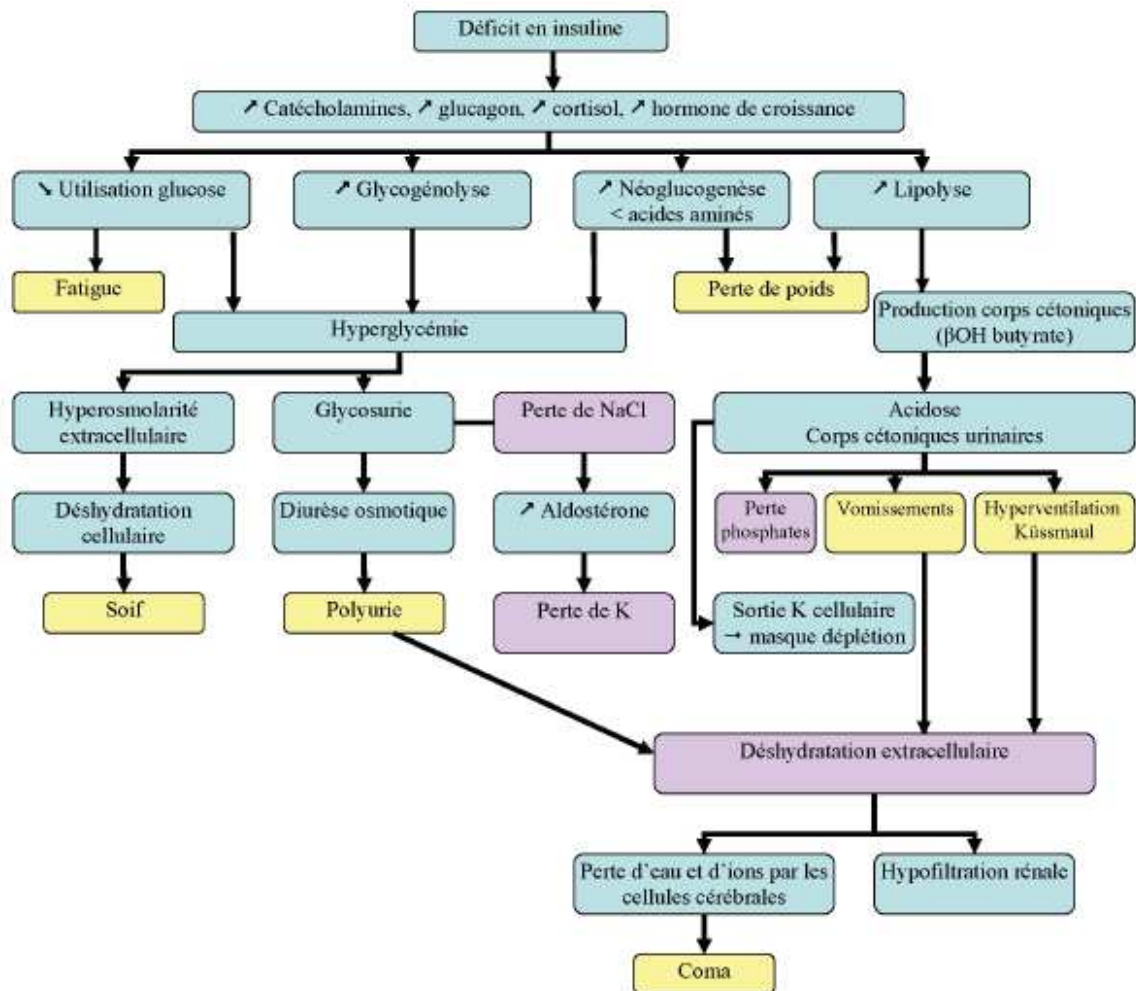 Déficit en insuline
↗ Catécholamines, ↗ glucagon, ↗ cortisol, ↗ hormone de croissance
↘ Utilisation glucose
↗ Glycogénolyse
↗ Néoglucogenèse
< acides aminés
↗ Lipolyse
Fatigue
Perte de poids
Hyperglycémie
Production corps cétoniques
(βOH butyrate)
Hyperosmolarité
extracellulaire
Glycosurie
Perte de NaCl
Acidose
Corps cétoniques urinaires
Déshydratation
cellulaire
Diurèse osmotique
↗ Aldostérone
Perte
phosphates
Vomissements
Hyperventilation
Küssmaul
Soif
Polyurie
Perte de K
Sortie K cellulaire
→ masque déplétion
Déshydratation extracellulaire
Perte d’eau et d’ions par les
cellules cérébrales
Hypofiltration rénale
Coma